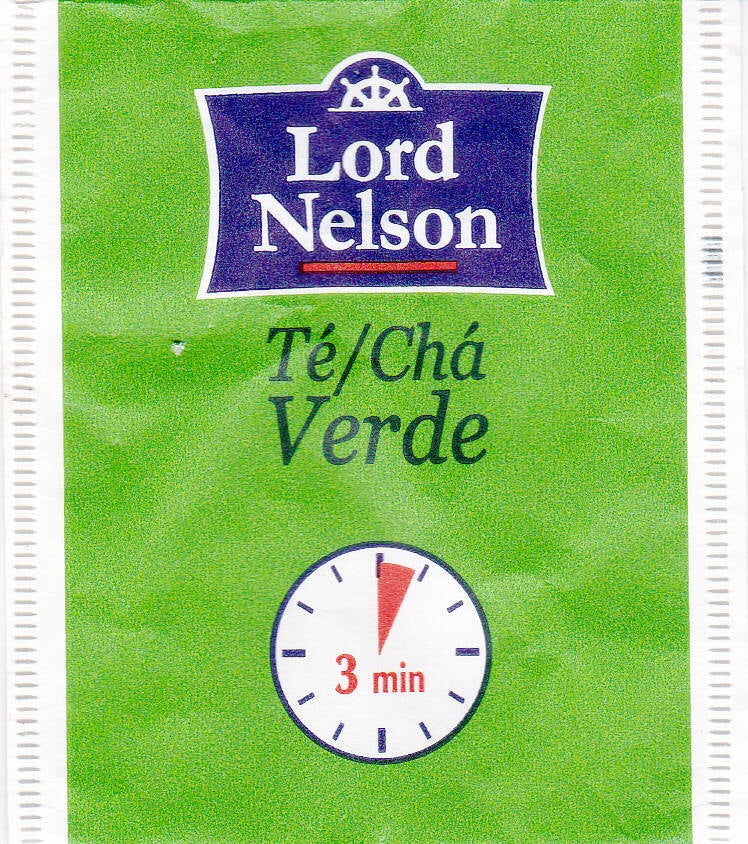 Lord
Nelson
Té/Chá
Verde
3 min